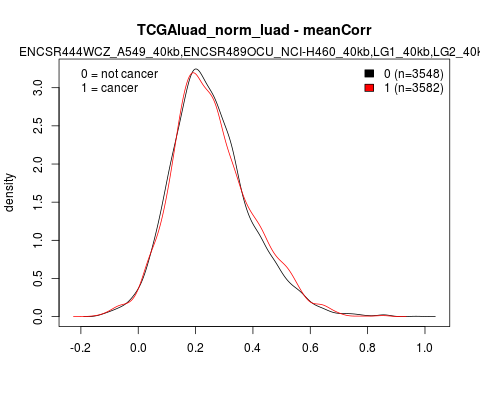 TCGAluad_norm_luad - meanCorr
ENCSR444WCZ_A549_40kb,ENCSR489OCU_NCI-H460_40kb,LG1_40kb,LG2_40k
0 = not cancer
1 = cancer
0 (n=3548)
1 (n=3582)
density
0.0 0.5 1.0 1.5 2.0 2.5 3.0
-0.2 0.0 0.2 0.4 0.6 0.8 1.0